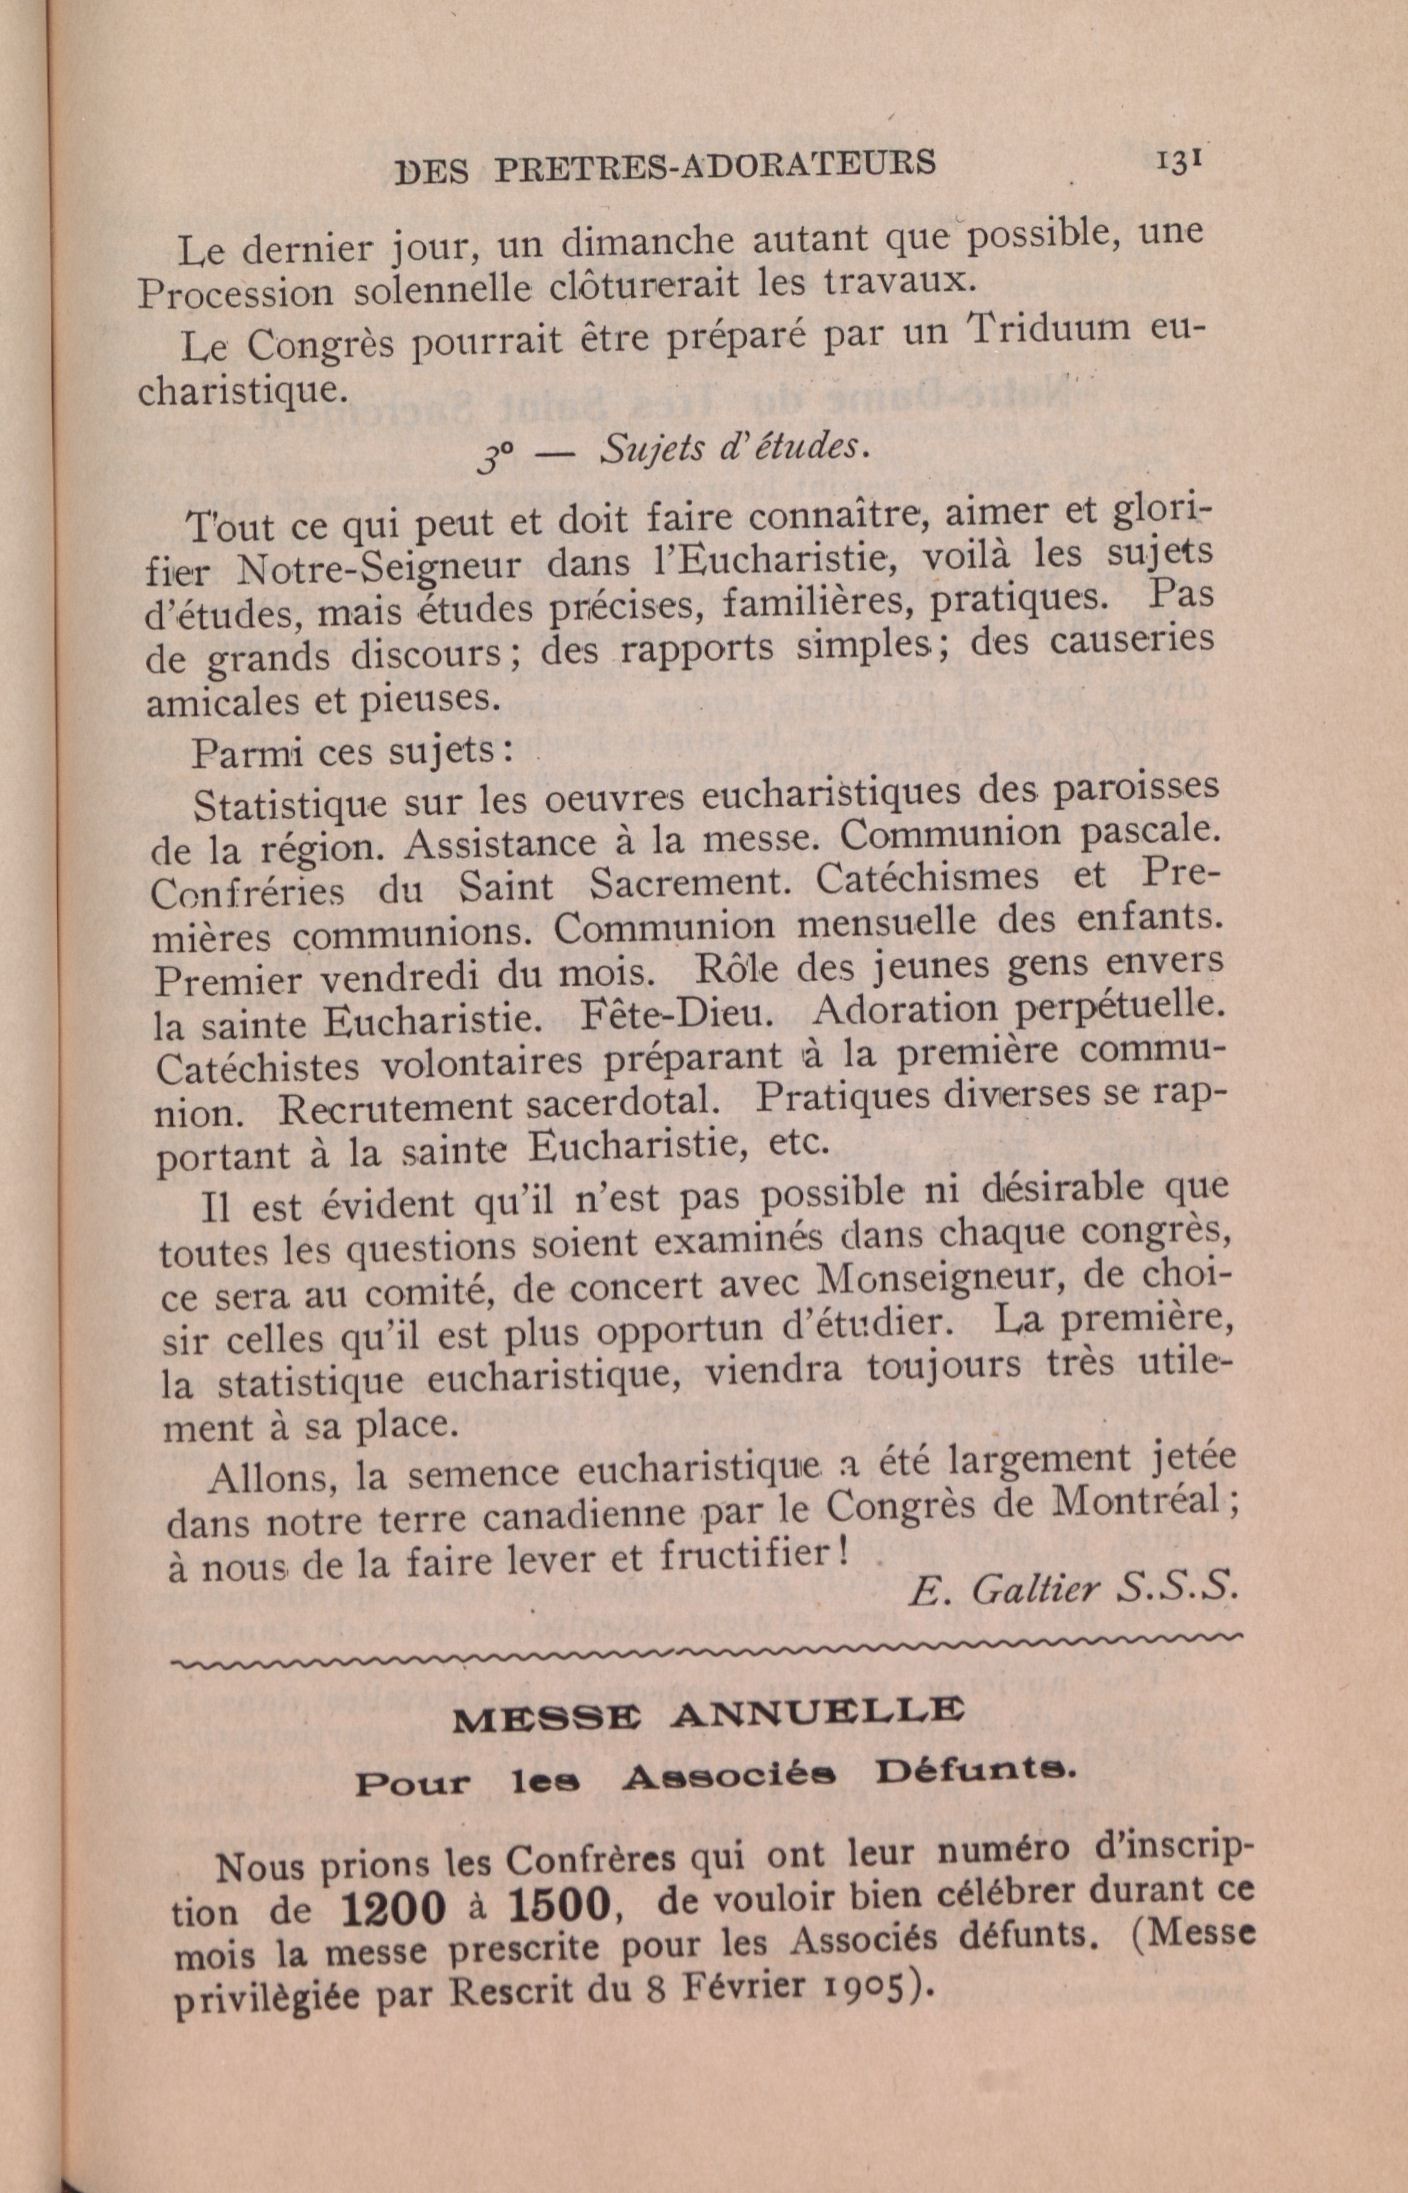 DES PRETRES-ADORATEURS 131
Le dernier jour, un dimanche autant que possible, une
Procession solennelle clôturerait les travaux.
Le Congrès pourrait être préparé par un Triduum eu-
charistique.
3º — Sujets d'études.
Tout ce qui peut et doit faire connaître, aimer et glori-
fier Notre-Seigneur dans l'Eucharistie, voilà les sujets
d'études, mais études précises, familières, pratiques. Pas
de grands discours; des rapports simples; des causeries
amicales et pieuses.
Parmi ces sujets:
Statistique sur les oeuvres eucharistiques des paroisses
de la région. Assistance à la messe. Communion pascale.
Confréries du Saint Sacrement. Catéchismes et Pre-
mières communions. Communion mensuelle des enfants.
Premier vendredi du mois. Rôle des jeunes gens envers
la sainte Eucharistie. Fête-Dieu. Adoration perpétuelle.
Catéchistes volontaires préparant à la première commu-
nion. Recrutement sacerdotal. Pratiques diverses se rap-
portant à la sainte Eucharistie, etc.
Il est évident qu'il n'est pas possible ni désirable que
toutes les questions soient examinés dans chaque congrès,
ce sera au comité, de concert avec Monseigneur, de choi-
sir celles qu'il est plus opportun d'étudier. La première,
la statistique eucharistique, viendra toujours très utile-
ment à sa place.
Allons, la semence eucharistique a été largement jetée
dans notre terre canadienne par le Congrès de Montréal;
à nous de la faire lever et fructifier!
E. Galtier S.S.S.
MESSE ANNUELLE
Pour les Associés Défunts.
Nous prions les Confrères qui ont leur numéro d'inscrip-
tion de 1200 à 1500, de vouloir bien célébrer durant ce
mois la messe prescrite pour les Associés défunts. (Messe
privilègiée par Rescrit du 8 Février 1905).